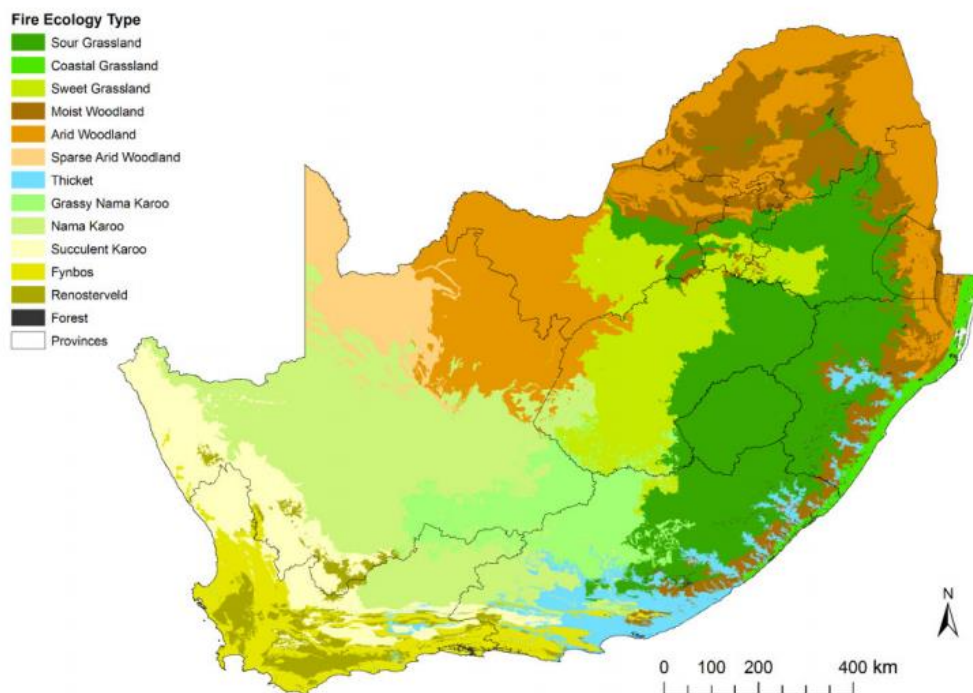 Fire Ecology Type
Sour Grassland
Coastal Grassland
Sweet Grassland
Moist Woodland
Arid Woodland
Sparse Arid Woodland
Thicket
Grassy Nama Karoo
Nama Karoo
Succulent Karoo
Fynbos
Renosterveld
Forest
Provinces
N
0 100 200 400 km